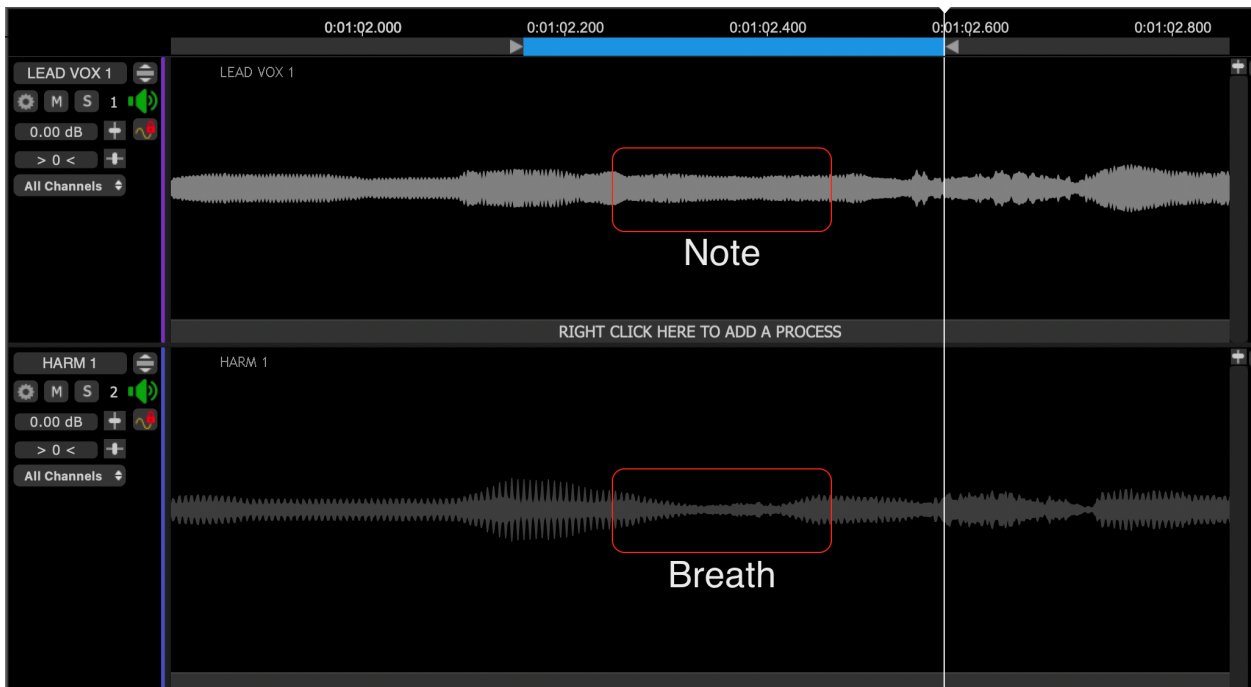 0:01:02.000 0:01:02.200 0:01:02.400 0:01:02.600 0:01:02.800
LEAD VOX 1
LEAD VOX 1
M S 1
0.00 dB
> 0 <
All Channels
Note
RIGHT CLICK HERE TO ADD A PROCESS
HARM 1
HARM 1
M S 2
0.00 dB
> 0 <
All Channels
Breath